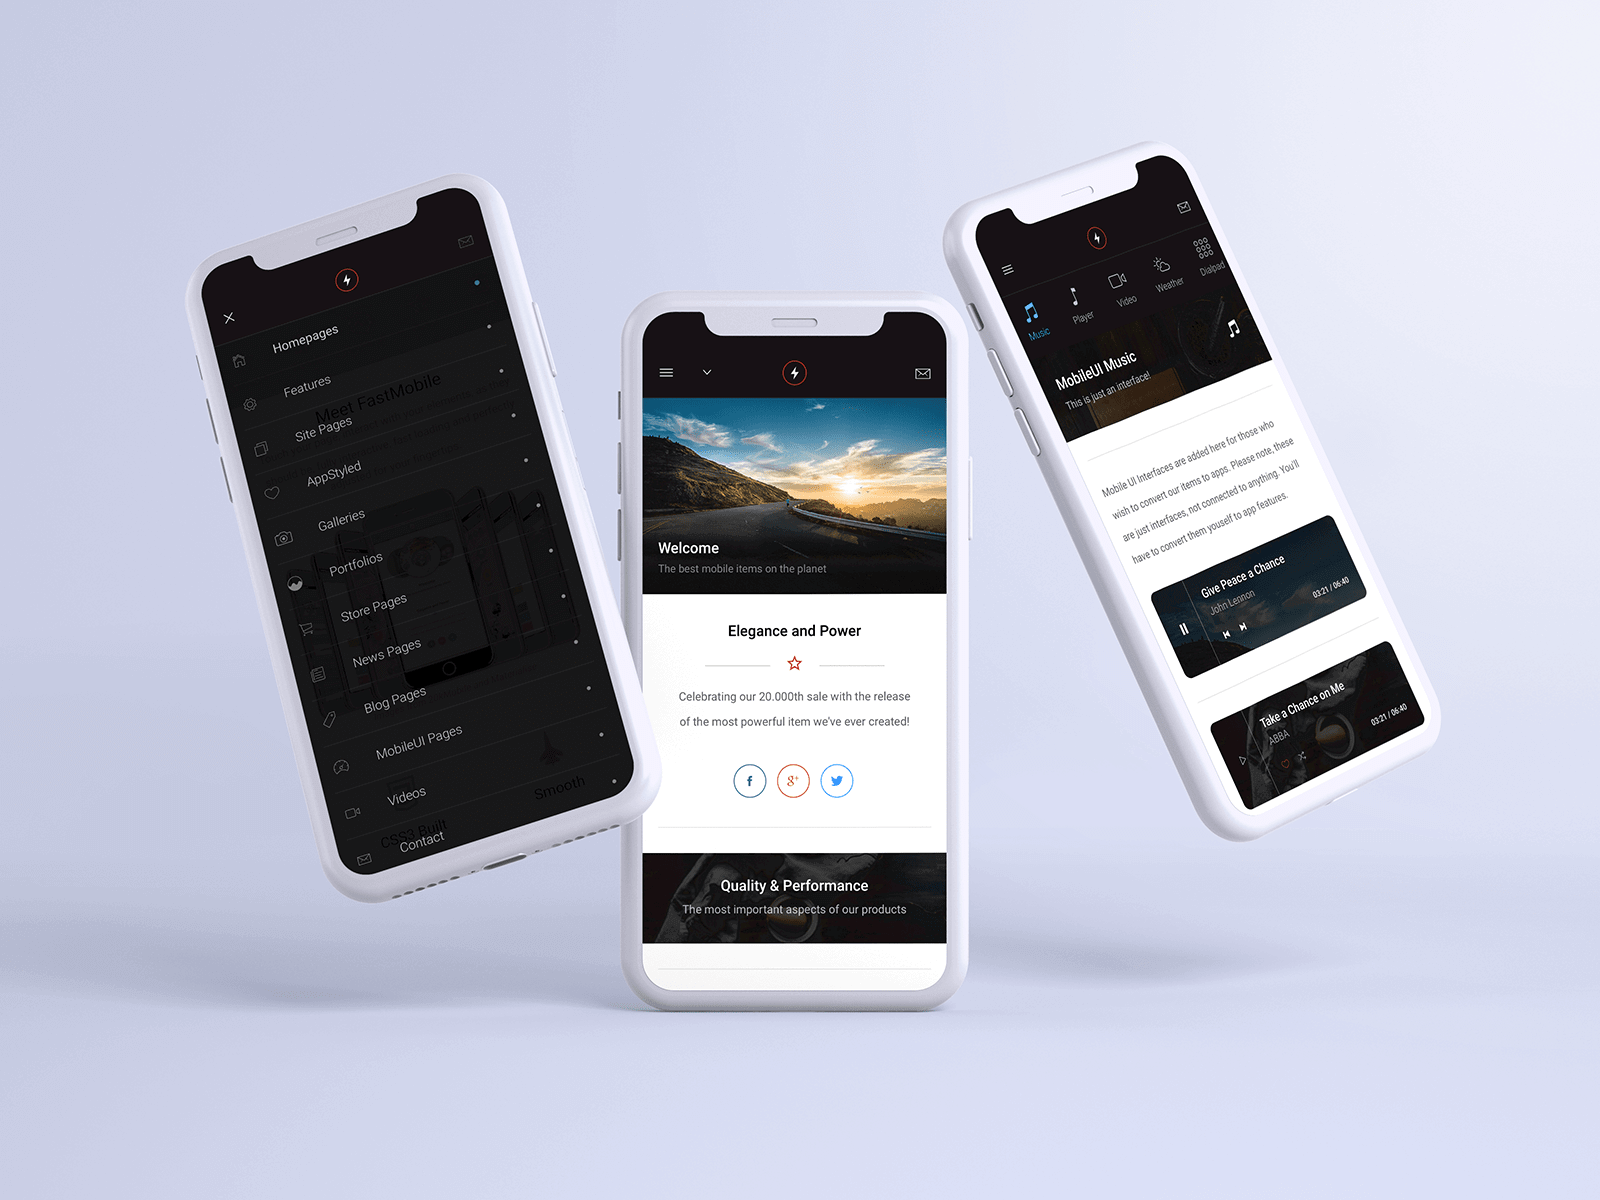 Homepages
Features
Meet FastMobile
Site Pages
AppStyled
Galleries
Portfolios
Store Pages
News Pages
Blog Pages
MobileUI Pages
Videos
Smooth
CSS3 Built
Contact
Welcome
The best mobile items on the planet
Elegance and Power
Celebrating our 20.000th sale with the release
of the most powerful item we've ever created!
f
g+
Quality & Performance
The most important aspects of our products
Music
Player
Video
Weather
Dialpad
MobileUI Music
This is just an interface!
Mobile UI Interfaces are added here for those who
wish to convert our items to apps. Please note, these
are just interfaces, not connected to anything. You'll
have to convert them youself to app features.
Give Peace a Chance
John Lennon
03:21 / 06:40
Take a Chance on Me
ABBA
03:21 / 06:40